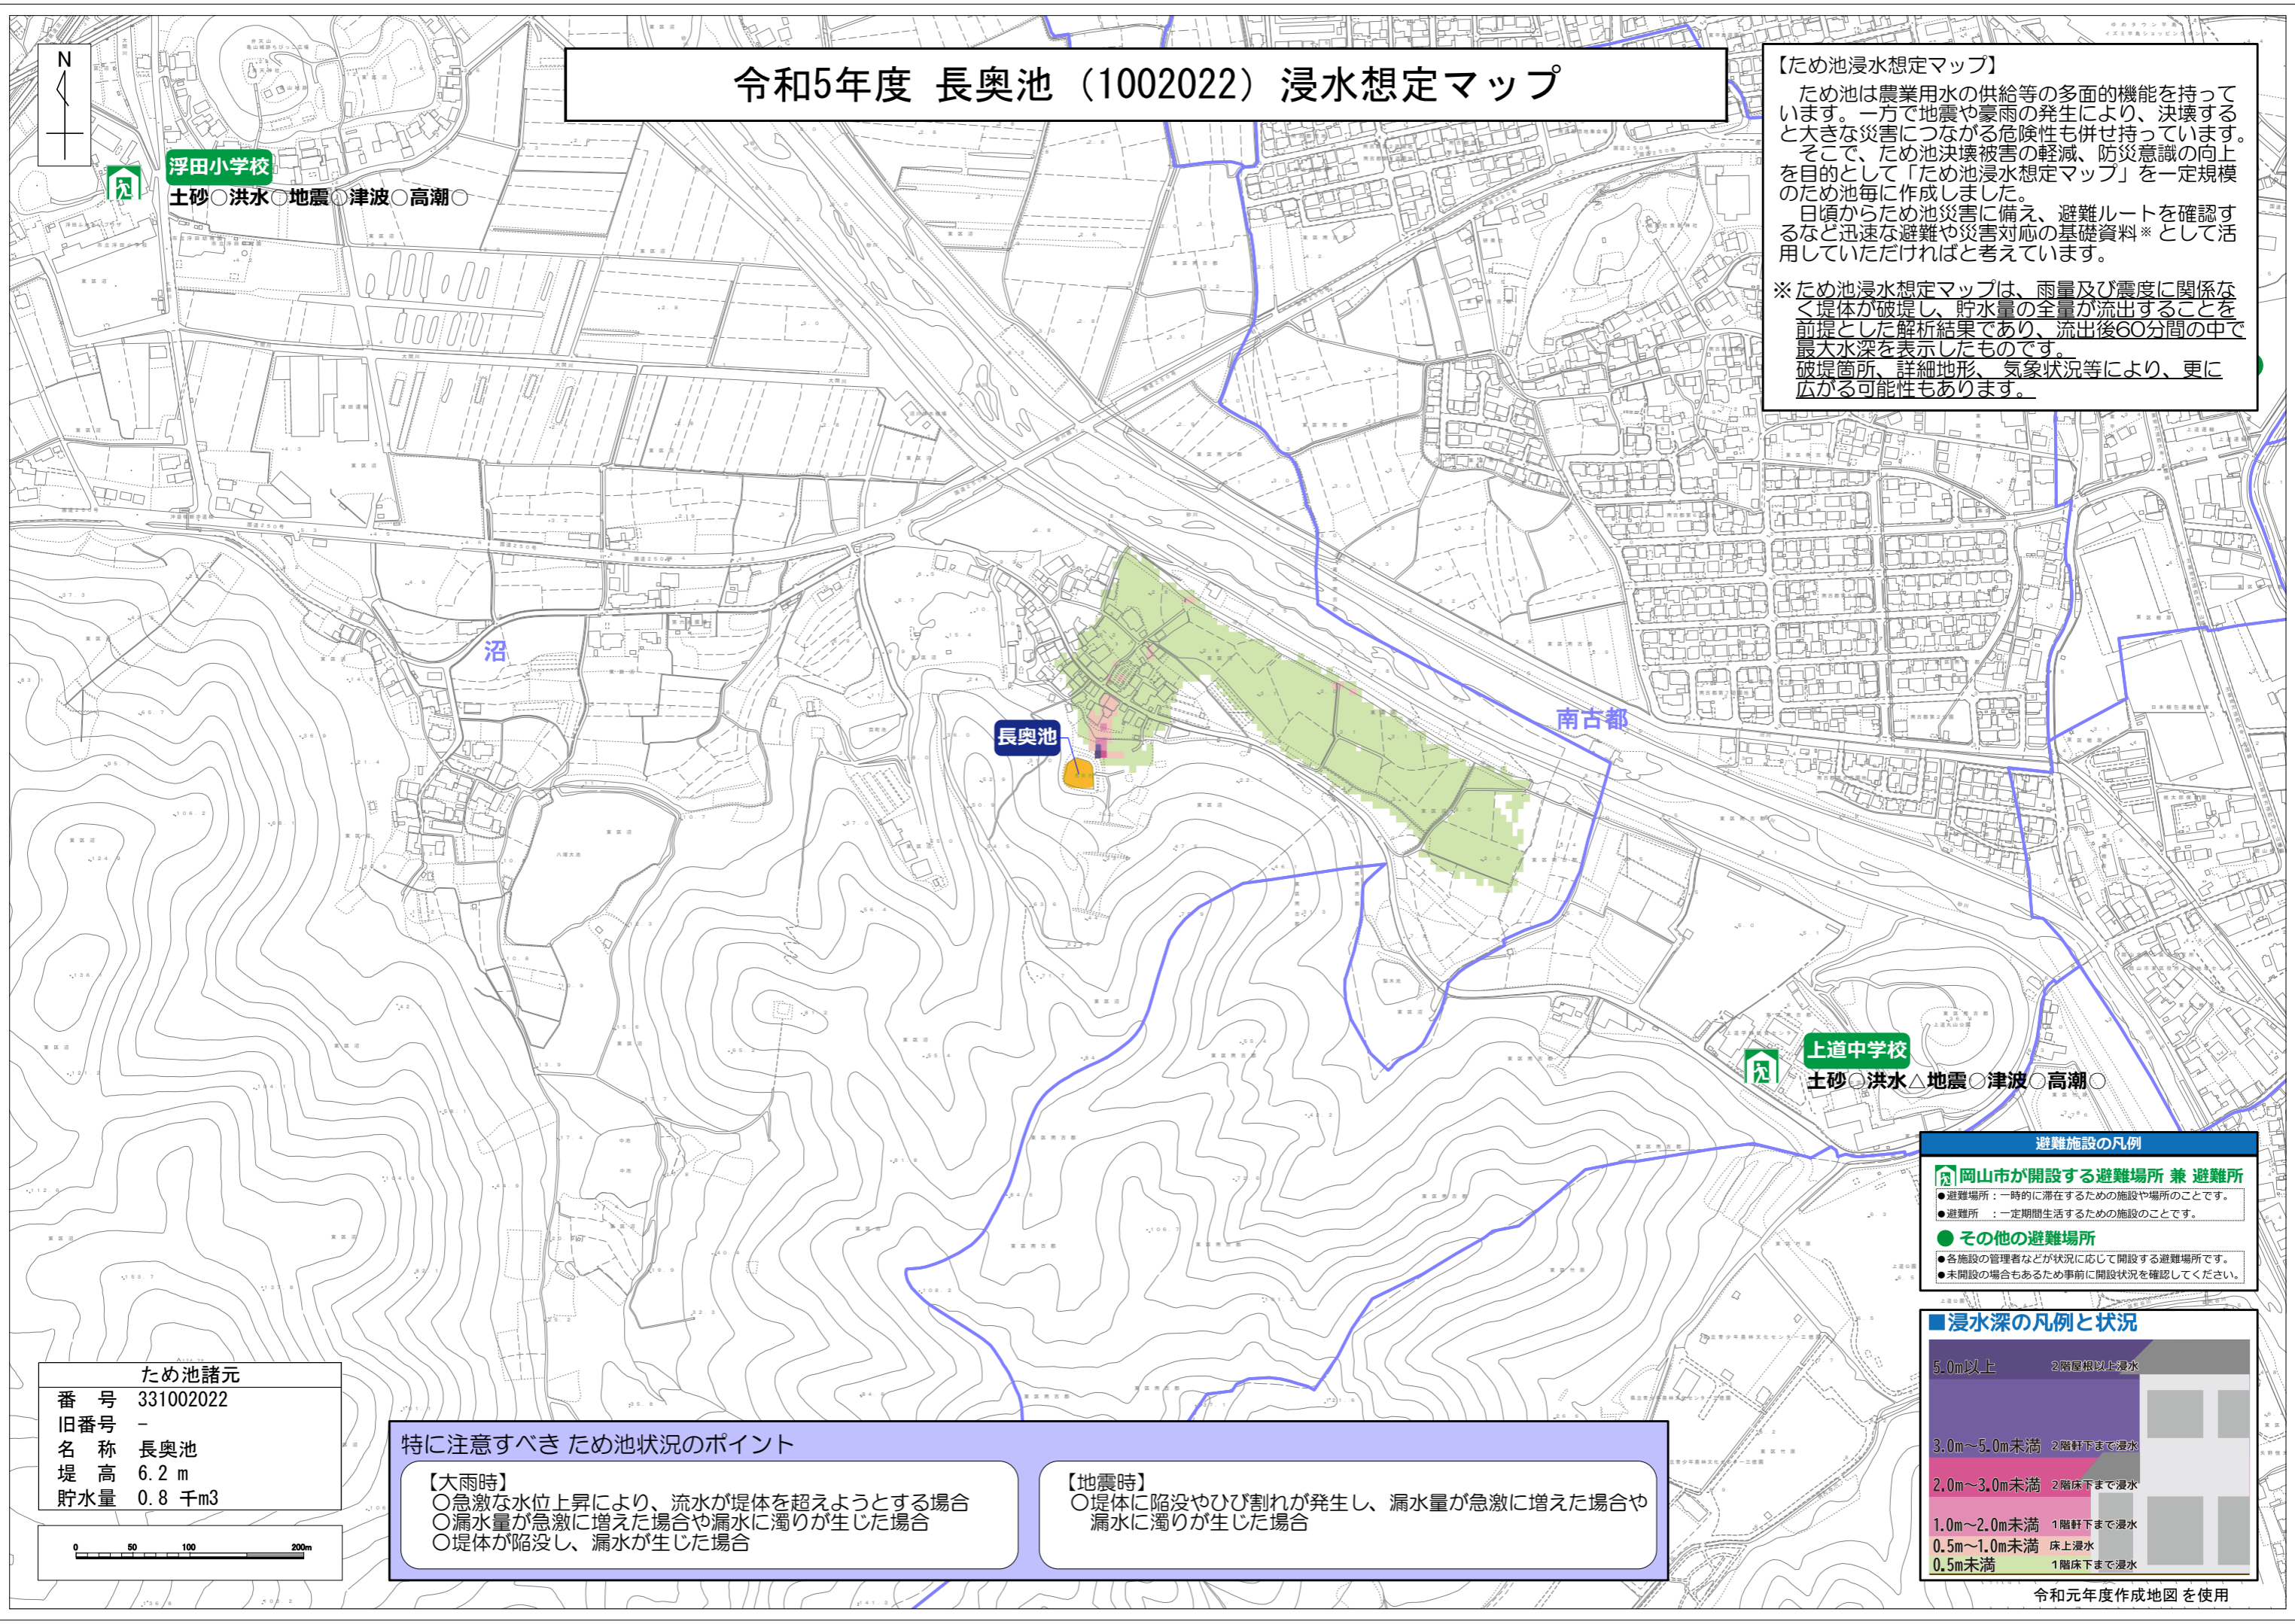 令和5年度 長奥池（1002022）浸水想定マップ
N
浮田小学校
土砂○洪水○地震○津波○高潮○
【ため池浸水想定マップ】
ため池は農業用水の供給等の多面的機能を持って
います。一方で地震や豪雨の発生により、決壊する
と大きな災害につながる危険性も併せ持っています。
そこで、ため池決壊被害の軽減、防災意識の向上
を目的として「ため池浸水想定マップ」を一定規模
のため池毎に作成しました。
日頃からため池災害に備え、避難ルートを確認す
るなど迅速な避難や災害対応の基礎資料※として活
用していただければと考えています。
※ため池浸水想定マップは、雨量及び震度に関係な
く堤体が破堤し、貯水量の全量が流出することを
前提とした解析結果であり、流出後60分間の中で
最大水深を表示したものです。
破堤箇所、詳細地形、 気象状況等により、更に
広がる可能性もあります。
沼
長奥池
南古都
上道中学校
土砂○洪水△地震○津波○高潮○
避難施設の凡例
岡山市が開設する避難場所 兼 避難所
●避難場所：一時的に滞在するための施設や場所のことです。
●避難所　：一定期間生活するための施設のことです。
● その他の避難場所
●各施設の管理者などが状況に応じて開設する避難場所です。
●未開設の場合もあるため事前に開設状況を確認してください。
■浸水深の凡例と状況
5.0m以上 2階屋根以上浸水
3.0m～5.0m未満 2階軒下まで浸水
2.0m～3.0m未満 2階床下まで浸水
1.0m～2.0m未満 1階軒下まで浸水
0.5m～1.0m未満 床上浸水
0.5m未満 1階床下まで浸水
令和元年度作成地図を使用
ため池諸元
番　号 331002022
旧番号 -
名　称 長奥池
堤　高 6.2 m
貯水量 0.8 千m3
0 50 100 200m
特に注意すべき ため池状況のポイント
【大雨時】
○急激な水位上昇により、流水が堤体を超えようとする場合
○漏水量が急激に増えた場合や漏水に濁りが生じた場合
○堤体が陥没し、漏水が生じた場合
【地震時】
○堤体に陥没やひび割れが発生し、漏水量が急激に増えた場合や
漏水に濁りが生じた場合